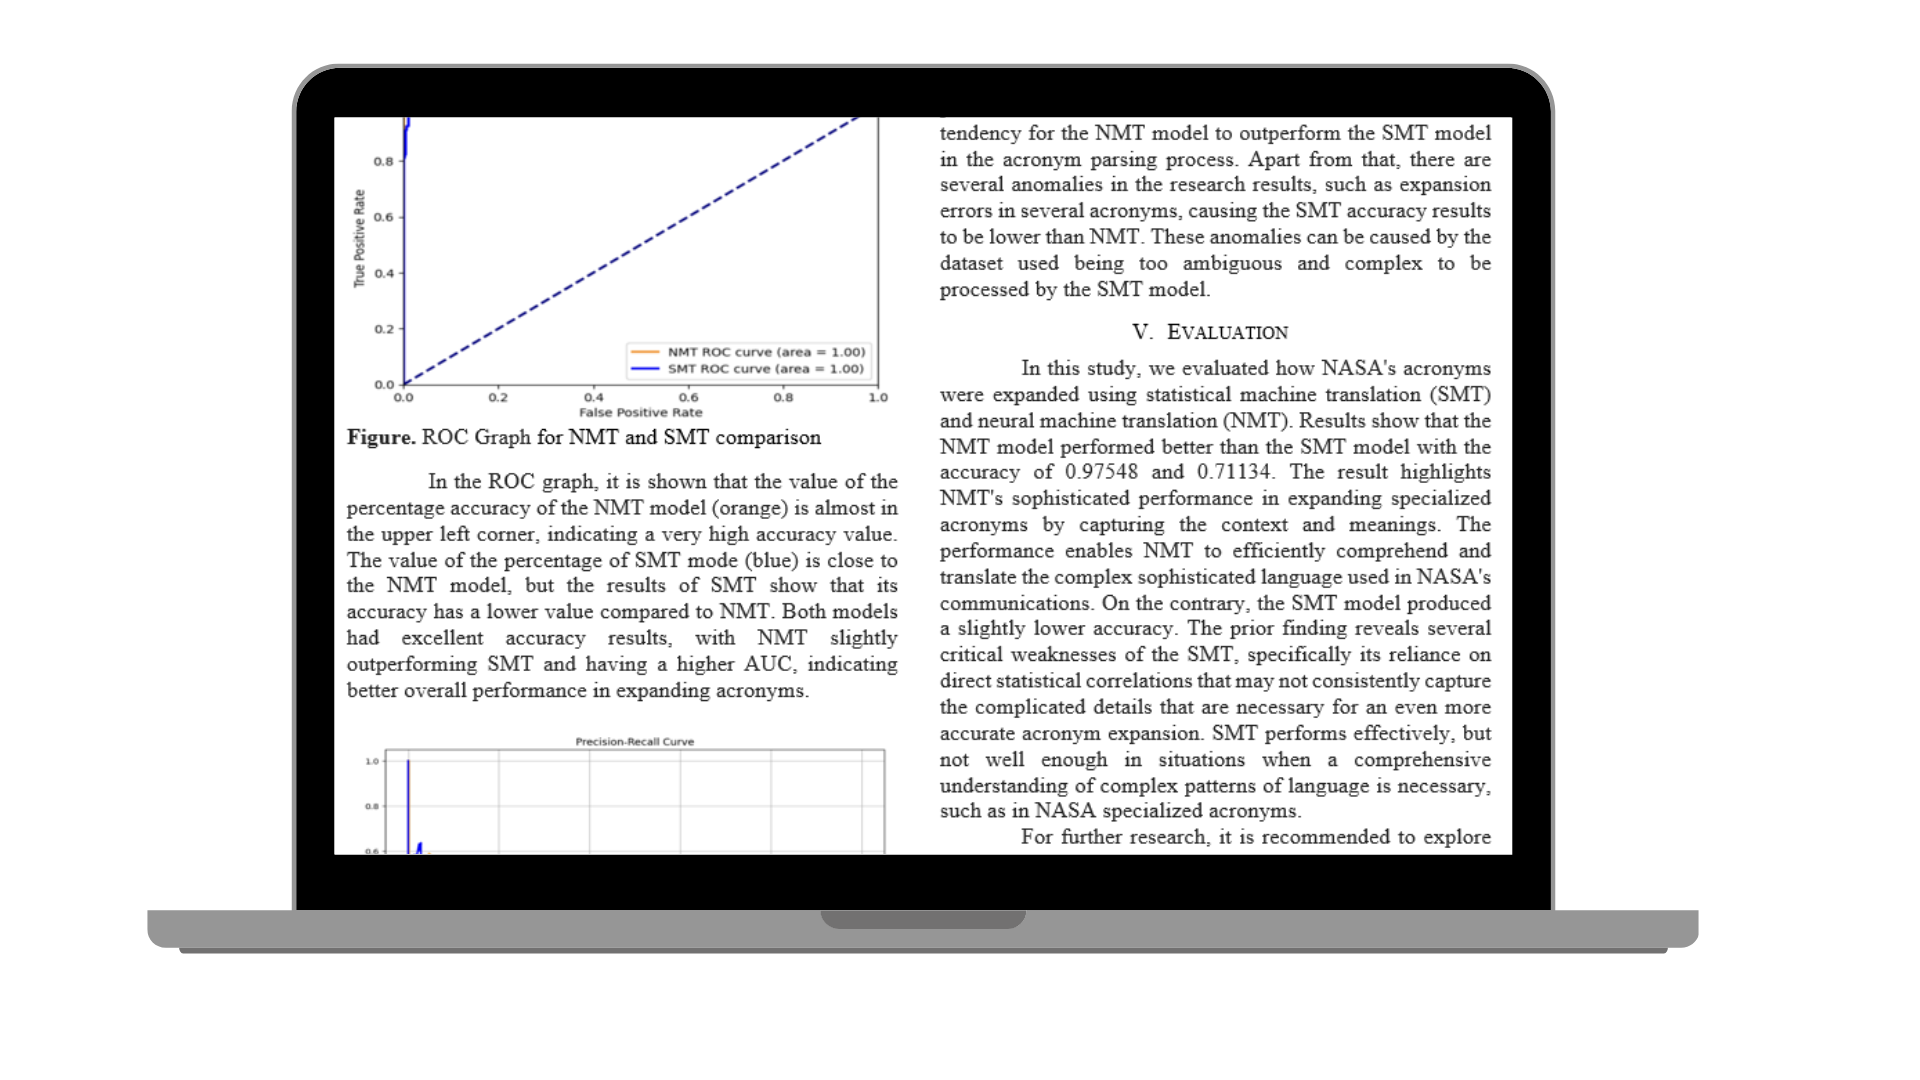 0.8
0.6
0.4
0.2
0.0
True Positive Rate
NMT ROC curve (area = 1.00)
SMT ROC curve (area = 1.00)
0.0 0.2 0.4 0.6 0.8 1.0
False Positive Rate
Figure. ROC Graph for NMT and SMT comparison
In the ROC graph, it is shown that the value of the
percentage accuracy of the NMT model (orange) is almost in
the upper left corner, indicating a very high accuracy value.
The value of the percentage of SMT mode (blue) is close to
the NMT model, but the results of SMT show that its
accuracy has a lower value compared to NMT. Both models
had excellent accuracy results, with NMT slightly
outperforming SMT and having a higher AUC, indicating
better overall performance in expanding acronyms.
Precision-Recall Curve
1.0
0.8
0.6
tendency for the NMT model to outperform the SMT model
in the acronym parsing process. Apart from that, there are
several anomalies in the research results, such as expansion
errors in several acronyms, causing the SMT accuracy results
to be lower than NMT. These anomalies can be caused by the
dataset used being too ambiguous and complex to be
processed by the SMT model.
V. EVALUATION
In this study, we evaluated how NASA's acronyms
were expanded using statistical machine translation (SMT)
and neural machine translation (NMT). Results show that the
NMT model performed better than the SMT model with the
accuracy of 0.97548 and 0.71134. The result highlights
NMT's sophisticated performance in expanding specialized
acronyms by capturing the context and meanings. The
performance enables NMT to efficiently comprehend and
translate the complex sophisticated language used in NASA's
communications. On the contrary, the SMT model produced
a slightly lower accuracy. The prior finding reveals several
critical weaknesses of the SMT, specifically its reliance on
direct statistical correlations that may not consistently capture
the complicated details that are necessary for an even more
accurate acronym expansion. SMT performs effectively, but
not well enough in situations when a comprehensive
understanding of complex patterns of language is necessary,
such as in NASA specialized acronyms.
For further research, it is recommended to explore